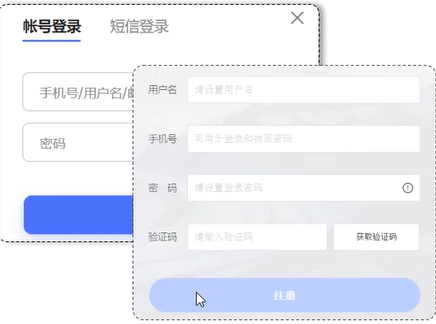 帐号登录 短信登录
手机号/用户名/
密码
用户名 请设置用户名
手机号 可用于登录和找回密码
密 码 请设置登录密码
验证码 请输入验证码 获取验证码
注册